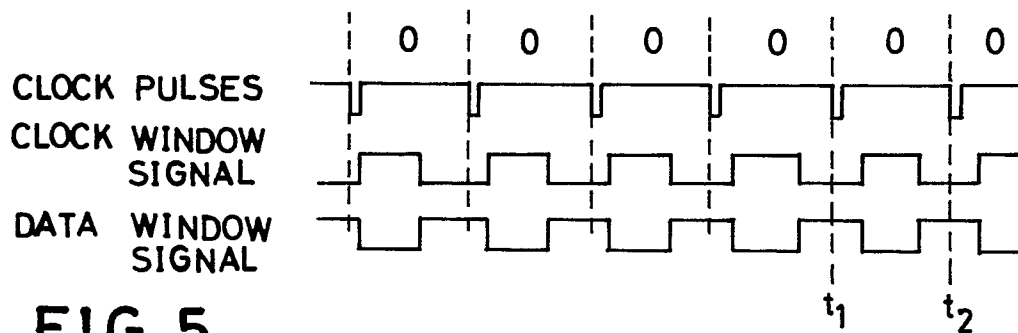 0 0 0 0 0 0
CLOCK PULSES
CLOCK WINDOW
SIGNAL
DATA WINDOW
SIGNAL
t1 t2
FIG 5